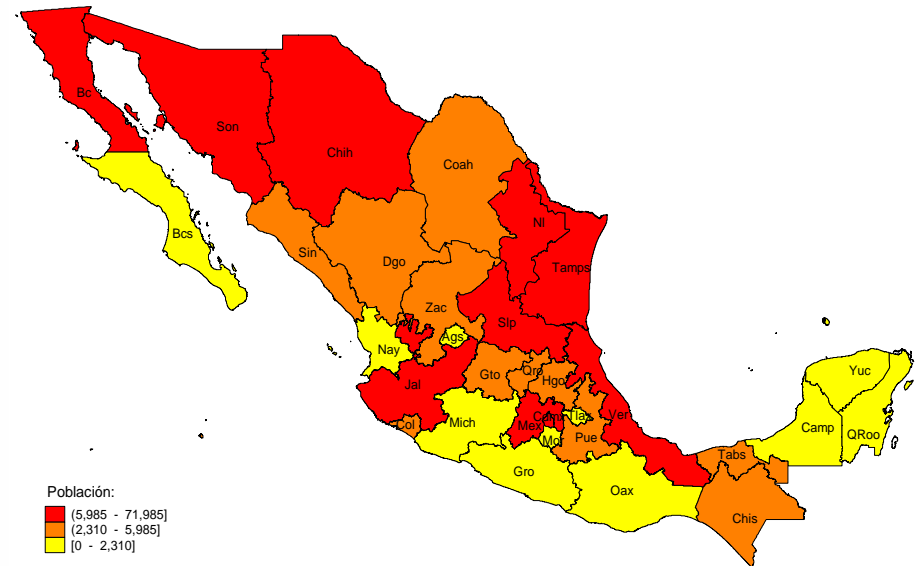 Bc
Son
Chih
Coah
Nl
Bcs
Sin
Dgo
Tamps
Zac
Slp
Nay
Ags
Yuc
Gto
Qro
Hgo
Jal
Col
Mich
Mex
Cdmx
Tlax
Ver
Camp
QRoo
Mor
Pue
Tabs
Gro
Oax
Chis
Población:
(5,985 - 71,985]
(2,310 - 5,985]
[0 - 2,310]